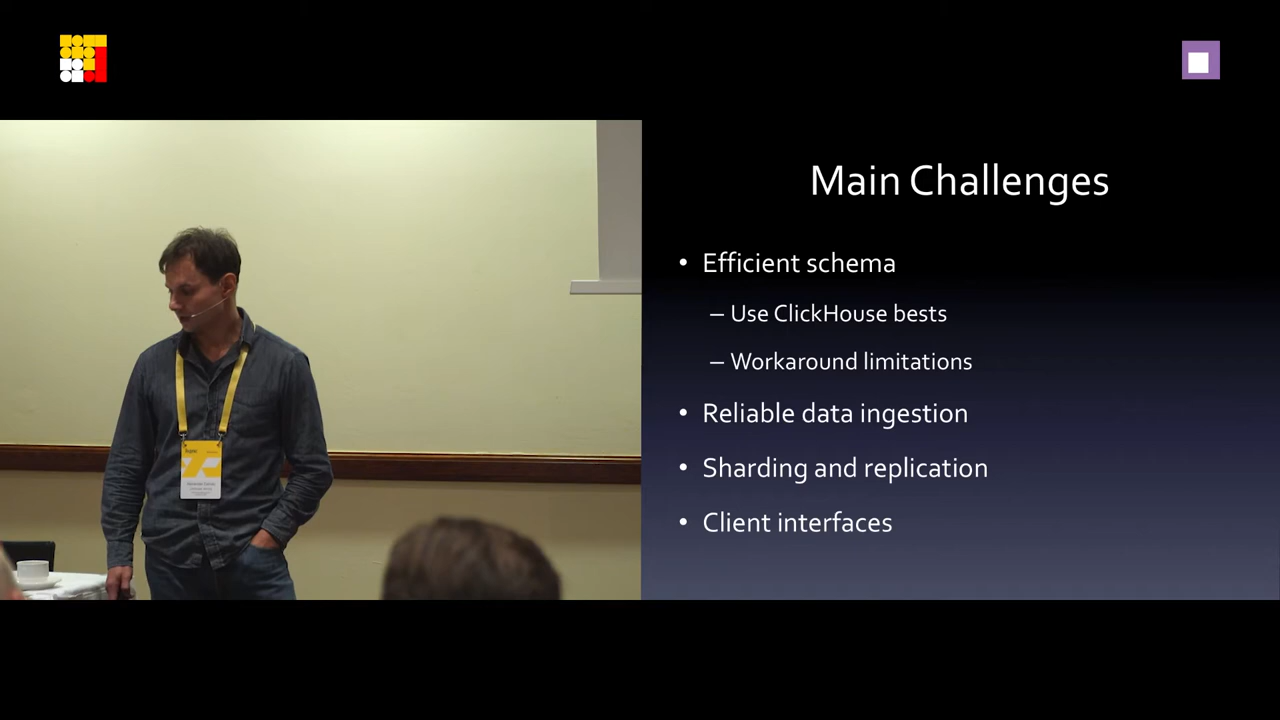 Main Challenges
• Efficient schema
– Use ClickHouse bests
– Workaround limitations
• Reliable data ingestion
• Sharding and replication
• Client interfaces